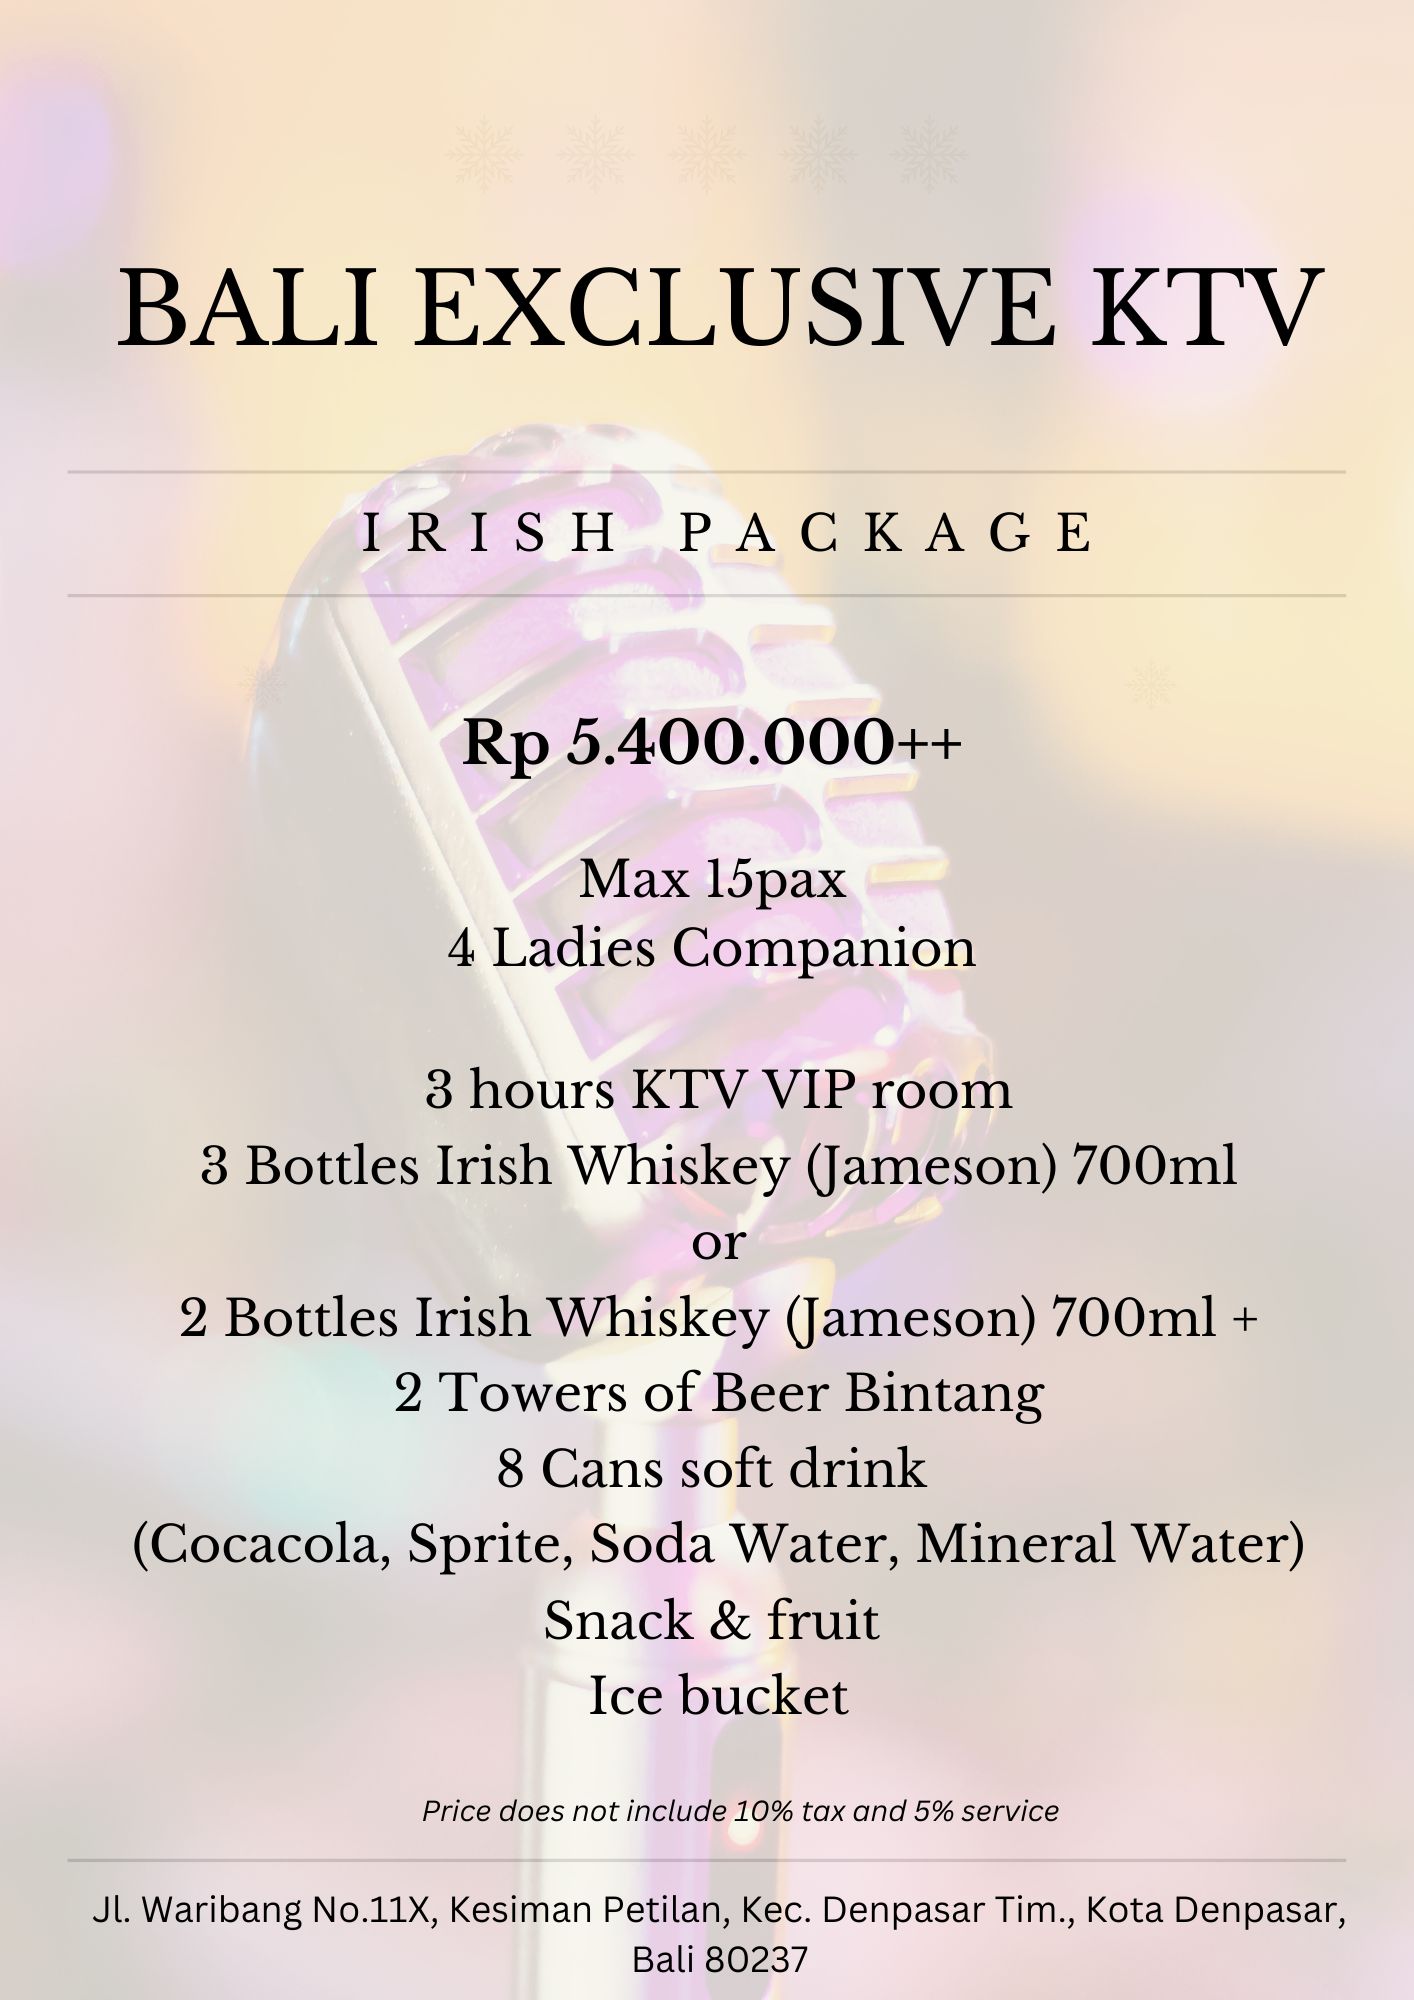 BALI EXCLUSIVE KTV
IRISH PACKAGE
Rp 5.400.000++
Max 15pax
4 Ladies Companion
3 hours KTV VIP room
3 Bottles Irish Whiskey (Jameson) 700ml
or
2 Bottles Irish Whiskey (Jameson) 700ml +
2 Towers of Beer Bintang
8 Cans soft drink
(Cocacola, Sprite, Soda Water, Mineral Water)
Snack & fruit
Ice bucket
Price does not include 10% tax and 5% service
Jl. Waribang No.11X, Kesiman Petilan, Kec. Denpasar Tim., Kota Denpasar,
Bali 80237